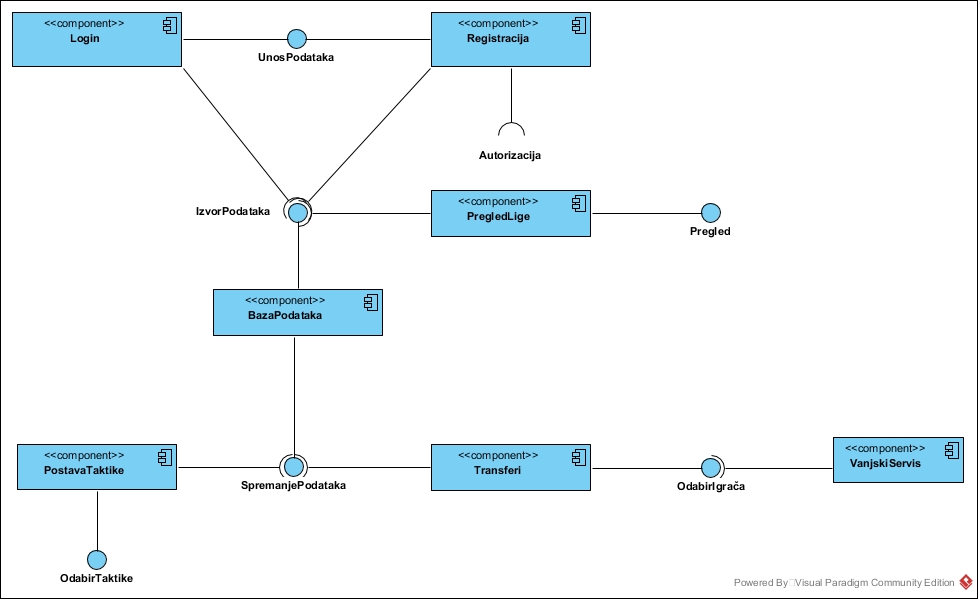 <<component>>
Login
UnosPodataka
<<component>>
Registracija
Autorizacija
IzvorPodataka
<<component>>
PregledLige
Pregled
<<component>>
BazaPodataka
<<component>>
PostavaTaktike
SpremanjePodataka
<<component>>
Transferi
OdabirIgrača
<<component>>
VanjskiServis
OdabirTaktike
Powered By Visual Paradigm Community Edition